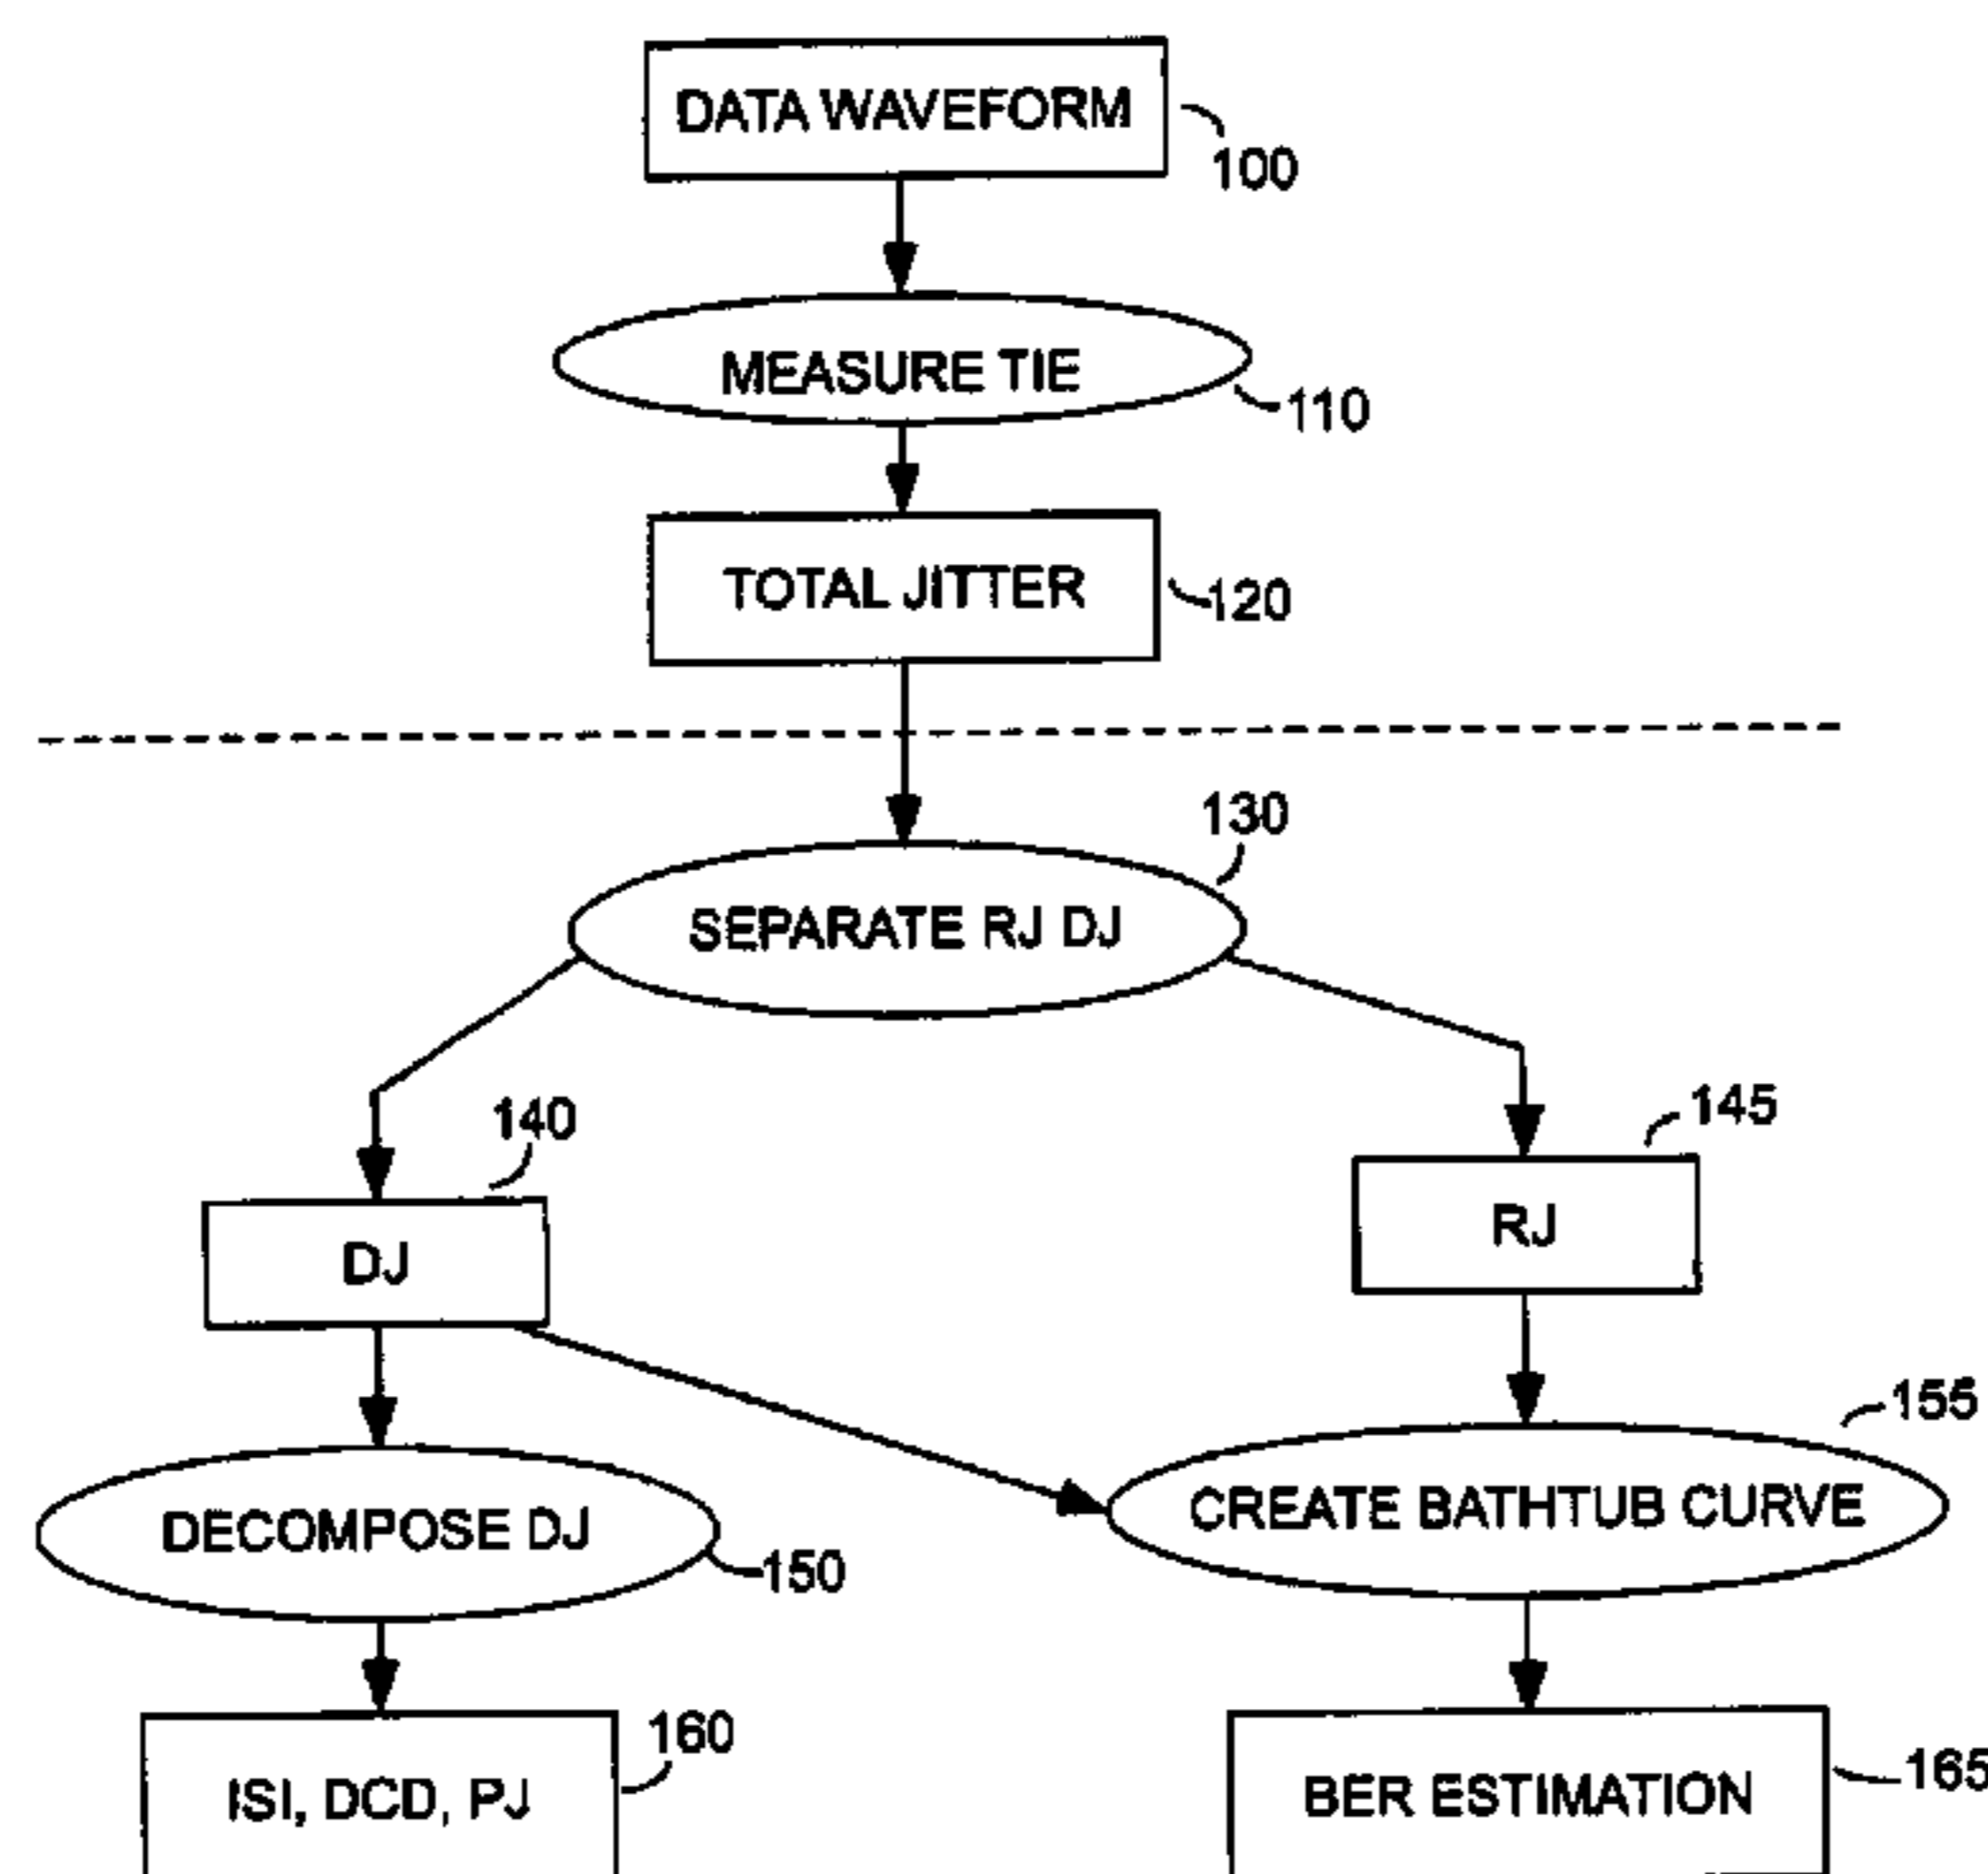 DATA WAVEFORM
100
MEASURE TIE
110
TOTAL JITTER
120
130
SEPARATE RJ DJ
140
145
DJ
RJ
155
DECOMPOSE DJ
150
CREATE BATHTUB CURVE
160
ISI, DCD, PJ
BER ESTIMATION
165